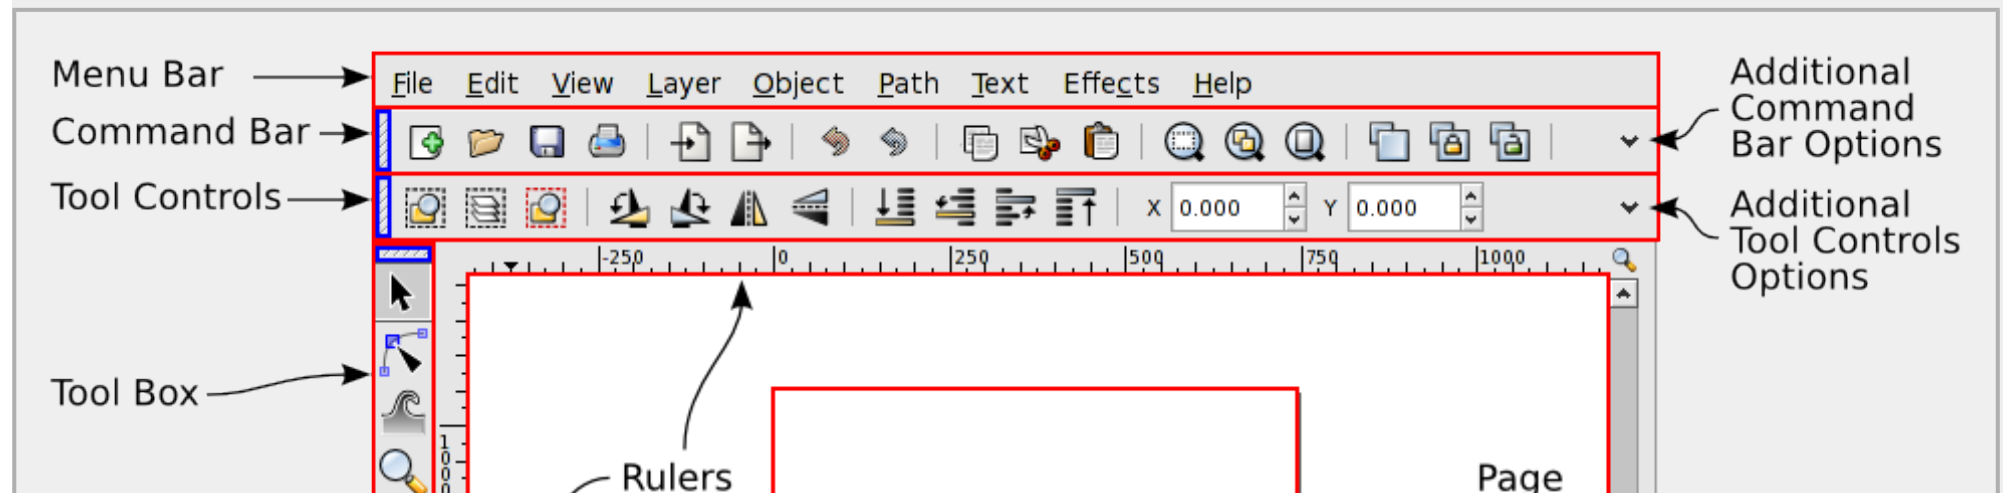 Menu Bar
File Edit View Layer Object Path Text Effects Help
Additional
Command
Bar Options
Command Bar
Tool Controls
X 0.000 Y 0.000
Additional
Tool Controls
Options
-250 0 250 500 750 1000
Tool Box
Rulers
Page